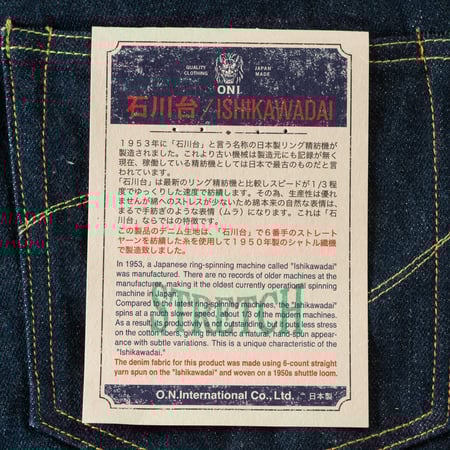 QUALITY CLOTHING
JAPAN MADE
ONI
石川台 / ISHIKAWADAI
1953年に「石川台」と言う名称の日本製リング精紡機が
製造されました。これより古い機械は製造元にも記録が無く
現在、稼働している精紡機としては日本で最古のものだと言
われています。
「石川台」は最新のリング精紡機と比較しスピードが1/3程
度でゆっくりした速度で紡績します。その為、生産性は優れ
ませんが綿へのストレスが少ないため綿本来の自然な表情は、
まるで手紡ぎのような表情（ムラ）になります。これは「石
川台」ならではの特徴です。
この製品のデニム生地は、「石川台」で6番手のストレート
ヤーンを紡績した糸を使用して1950年製のシャトル織機
で製造致しました。
In 1953, a Japanese ring-spinning machine called "Ishikawadai"
was manufactured. There are no records of older machines at the
manufacturer, making it the oldest currently operational spinning
machine in
Compared to the latest ring spinning machines, the "Ishikawadai"
spins at a about 1/3 of the modern machines.
As a result, productivity is not but less stress
on the cotton fibers, giving the fabric a natural, hand-spun appear-
ance with subtle variations. This is a unique characteristic of the
"Ishikawadai."
The denim fabric for this product was made using 6-count straight
yarn spun on the "Ishikawadai" and woven on a 1950s shuttle loom.
STRETCH
O.N.International Co., Ltd.
日本製